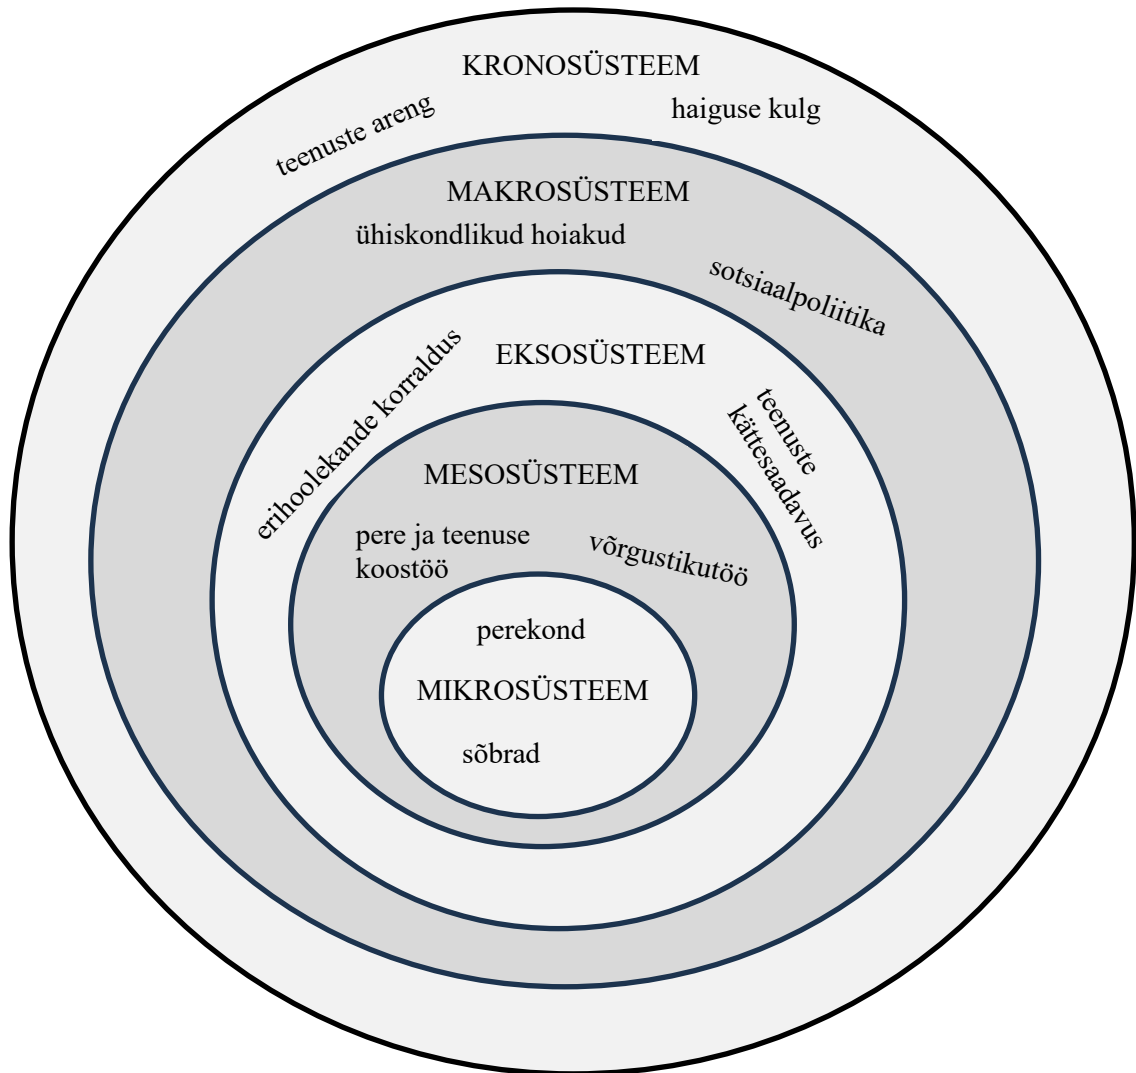 KRONOSÜSTEEM
teenuste areng
haiguse kulg
MAKROSÜSTEEM
ühiskondlikud hoiakud
sotsiaalpoliitika
EKSOSÜSTEEM
erihoolekande korraldus
teenuste
kättesaadavus
MESOSÜSTEEM
pere ja teenuse
koostöö
võrgustikutöö
perekond
MIKROSÜSTEEM
sõbrad